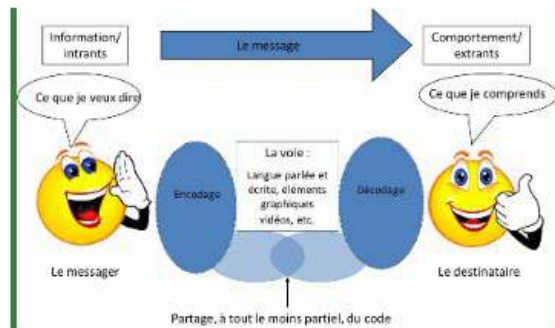 Information/
intrants
Le message
Comportement/
extrants
Ce que je veux dire
Ce que je comprends
La voie :
Langue parlée et
écrite, éléments
graphiques
vidéos, etc.
Encodage
Décodage
Le messager
Le destinataire
Partage, à tout le moins partiel, du code